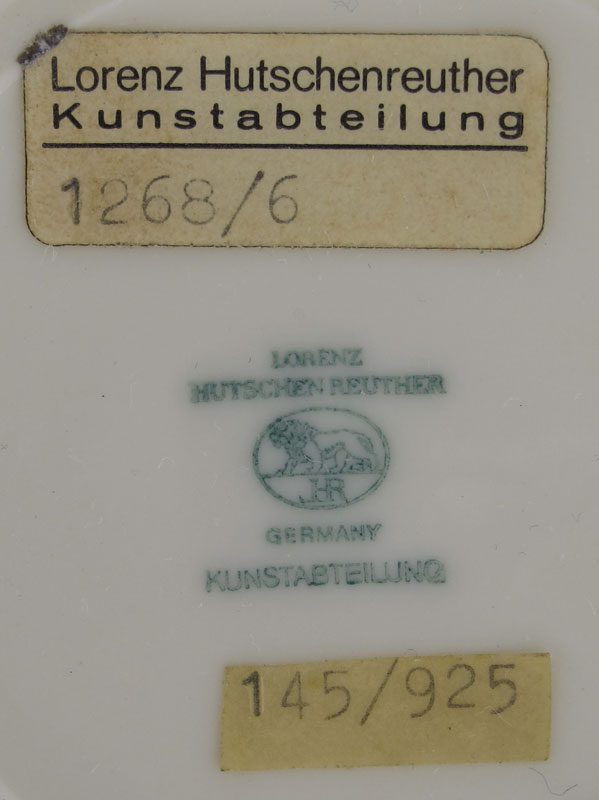 Lorenz Hutschenreuther
Kunstabteilung
1268/6
LORENZ
HUTSCHENREUTHER
LHR
GERMANY
KUNSTABTEILUNG
145/925